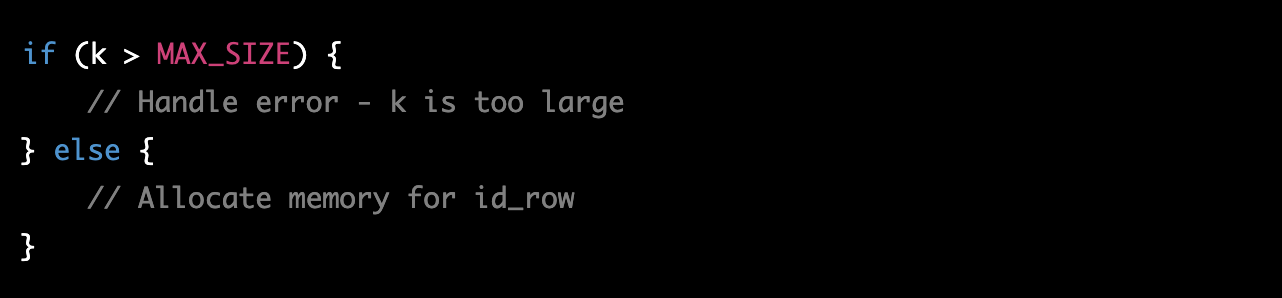 if (k > MAX_SIZE) {
    // Handle error - k is too large
} else {
    // Allocate memory for id_row
}